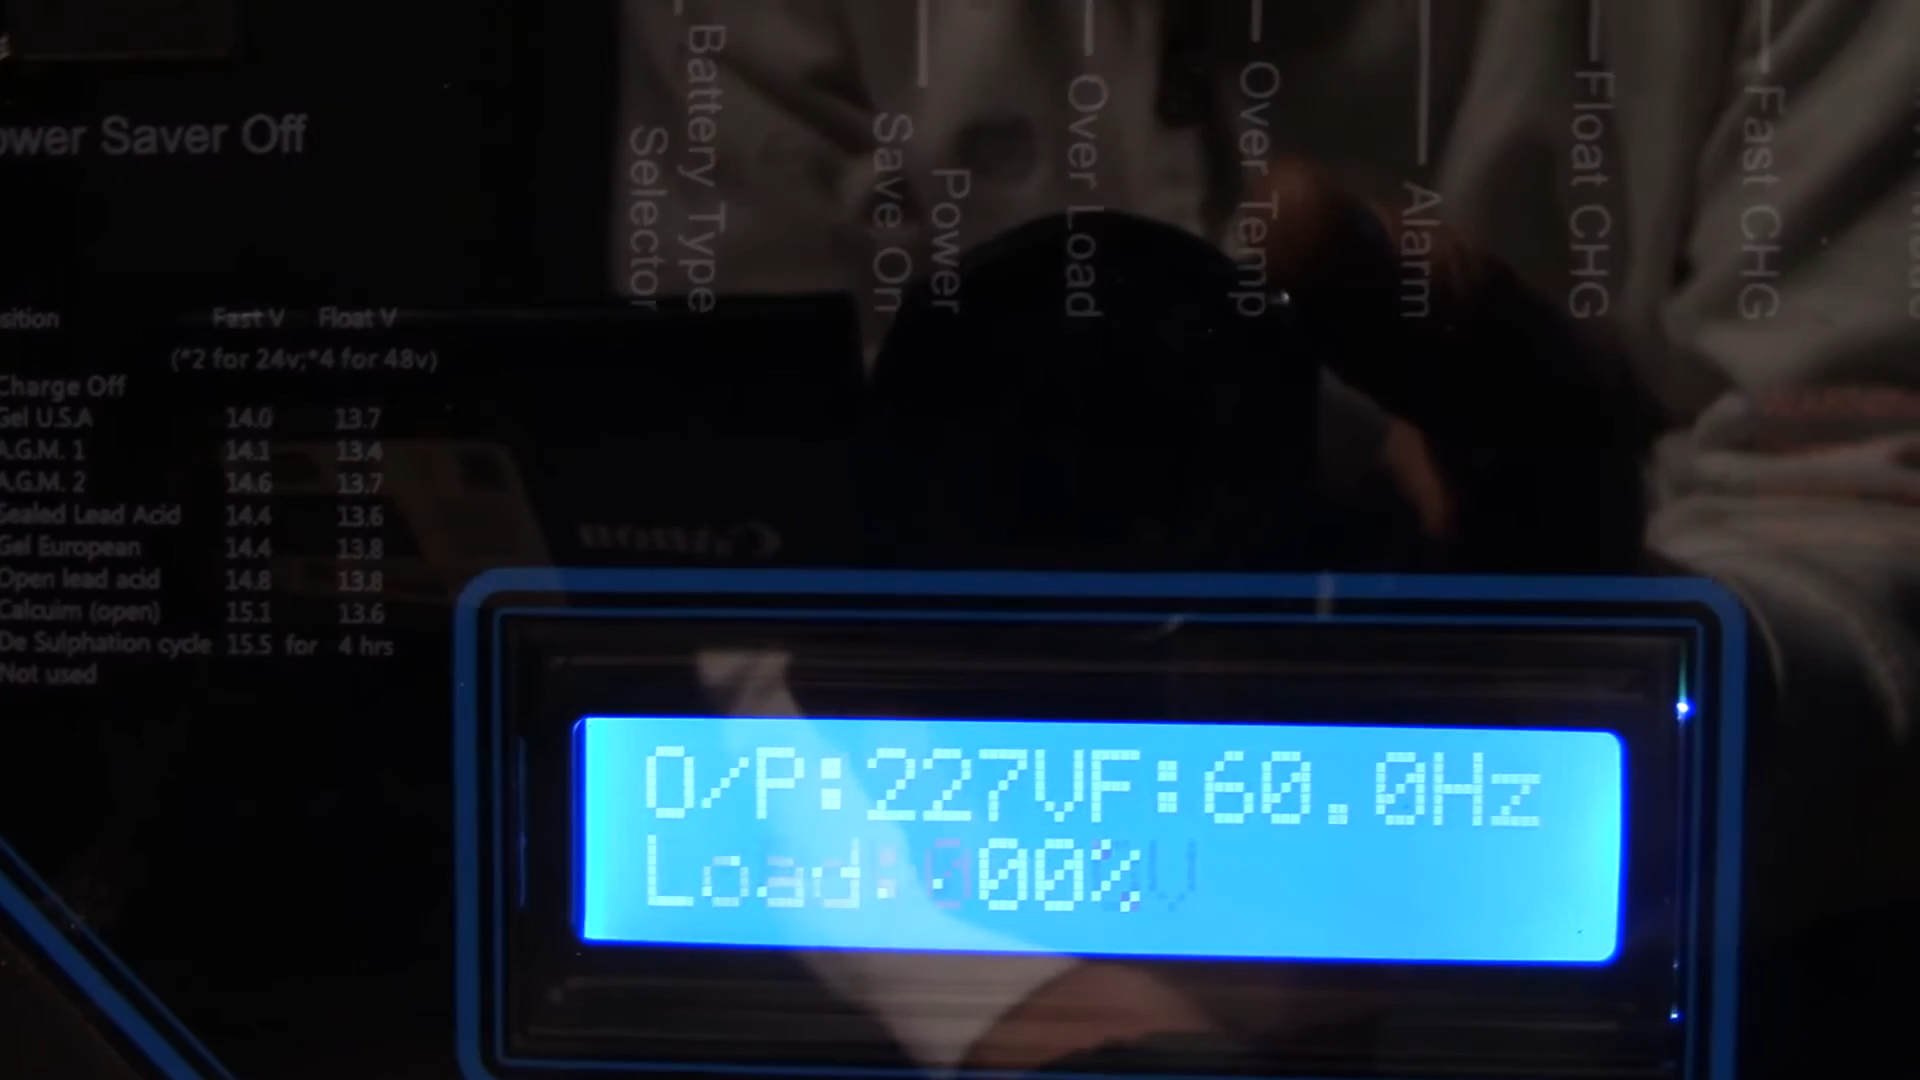 Battery Type
Selector
Power
Save On
Over Load
Over Temp
Alarm
Float CHG
Fast CHG
ower Saver Off
sition Fast V Float V
(*2 for 24v;*4 for 48v)
Charge Off
Gel U.S.A 14.0 13.7
A.G.M. 1 14.1 13.4
A.G.M. 2 14.6 13.7
Sealed Lead Acid 14.4 13.6
Gel European 14.4 13.8
Open lead acid 14.8 13.8
Calcuim (open) 15.1 13.6
De Sulphation cycle 15.5 for 4 hrs
Not used
Canon
O/P:227VF:60.0Hz
Load: 00%